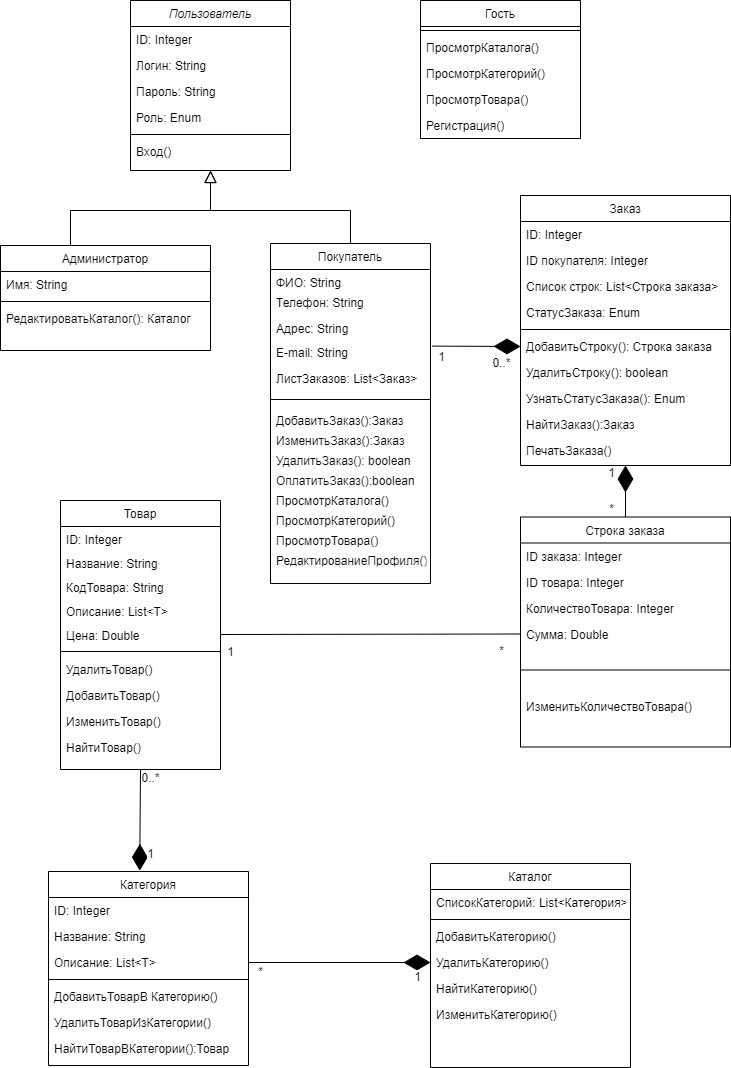 Пользователь
ID: Integer
Логин: String
Пароль: String
Роль: Enum
Вход()
Гость
ПросмотрКаталога()
ПросмотрКатегорий()
ПросмотрТовара()
Регистрация()
Администратор
Имя: String
РедактироватьКаталог(): Каталог
Покупатель
ФИО: String
Телефон: String
Адрес: String
E-mail: String
ЛистЗаказов: List<Заказ>
ДобавитьЗаказ():Заказ
ИзменитьЗаказ():Заказ
УдалитьЗаказ(): boolean
ОплатитьЗаказ():boolean
ПросмотрКаталога()
ПросмотрКатегорий()
ПросмотрТовара()
РедактированиеПрофиля()
1
0..*
Заказ
ID: Integer
ID покупателя: Integer
Список строк: List<Строка заказа>
СтатусЗаказа: Enum
ДобавитьСтроку(): Строка заказа
УдалитьСтроку(): boolean
УзнатьСтатусЗаказа(): Enum
НайтиЗаказ():Заказ
ПечатьЗаказа()
1
*
Строка заказа
ID заказа: Integer
ID товара: Integer
КоличествоТовара: Integer
Сумма: Double
ИзменитьКоличествоТовара()
Товар
ID: Integer
Название: String
КодТовара: String
Описание: List<T>
Цена: Double
УдалитьТовар()
ДобавитьТовар()
ИзменитьТовар()
НайтиТовар()
1
*
0..*
1
Категория
ID: Integer
Название: String
Описание: List<T>
ДобавитьТоварВ Категорию()
УдалитьТоварИзКатегории()
НайтиТоварВКатегории():Товар
*
1
Каталог
СписокКатегорий: List<Категория>
ДобавитьКатегорию()
УдалитьКатегорию()
НайтиКатегорию()
ИзменитьКатегорию()